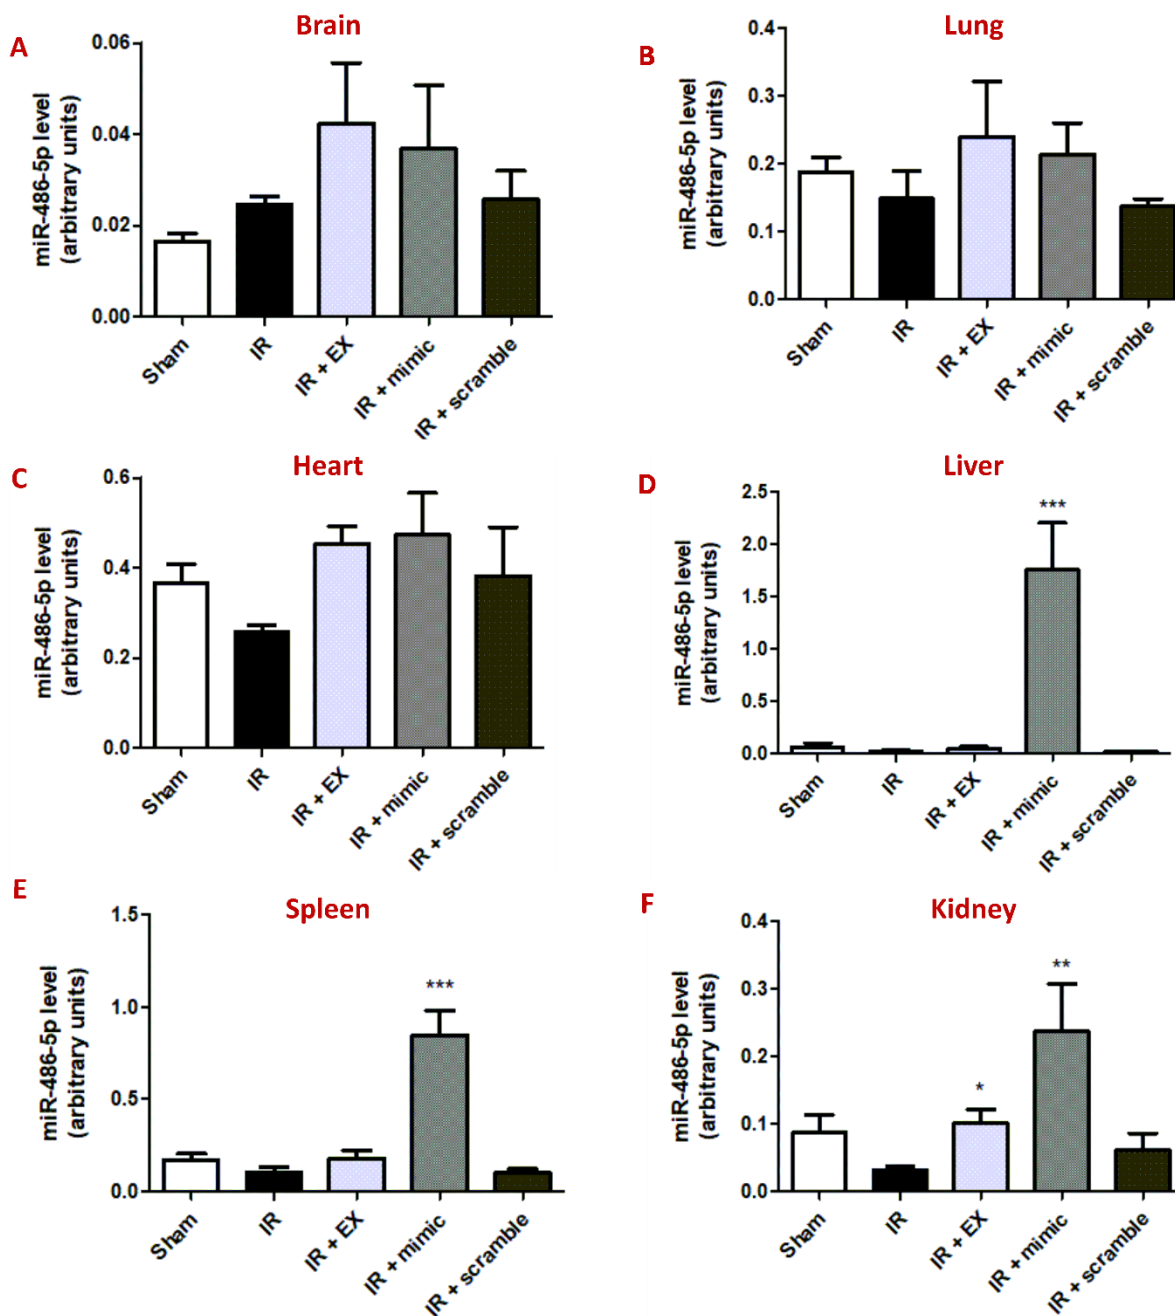 A
Brain
miR-486-5p level
(arbitrary units)
0.06
0.04
0.02
0.00
Sham
IR
IR + EX
IR + mimic
IR + scramble
B
Lung
miR-486-5p level
(arbitrary units)
0.4
0.3
0.2
0.1
0.0
Sham
IR
IR + EX
IR + mimic
IR + scramble
C
Heart
miR-486-5p level
(arbitrary units)
0.6
0.4
0.2
0.0
Sham
IR
IR + EX
IR + mimic
IR + scramble
D
Liver
miR-486-5p level
(arbitrary units)
2.5
2.0
1.5
1.0
0.5
0.0
***
Sham
IR
IR + EX
IR + mimic
IR + scramble
E
Spleen
miR-486-5p level
(arbitrary units)
1.5
1.0
0.5
0.0
***
Sham
IR
IR + EX
IR + mimic
IR + scramble
F
Kidney
miR-486-5p level
(arbitrary units)
0.4
0.3
0.2
0.1
0.0
*
**
Sham
IR
IR + EX
IR + mimic
IR + scramble